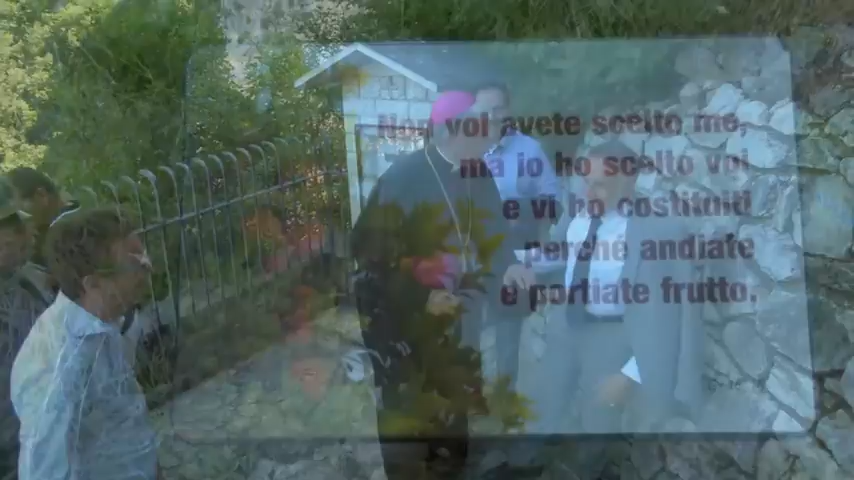 Non voi avete scelto me,
ma io ho scelto voi
e vi ho costituiti
perché andiate
e portiate frutto.